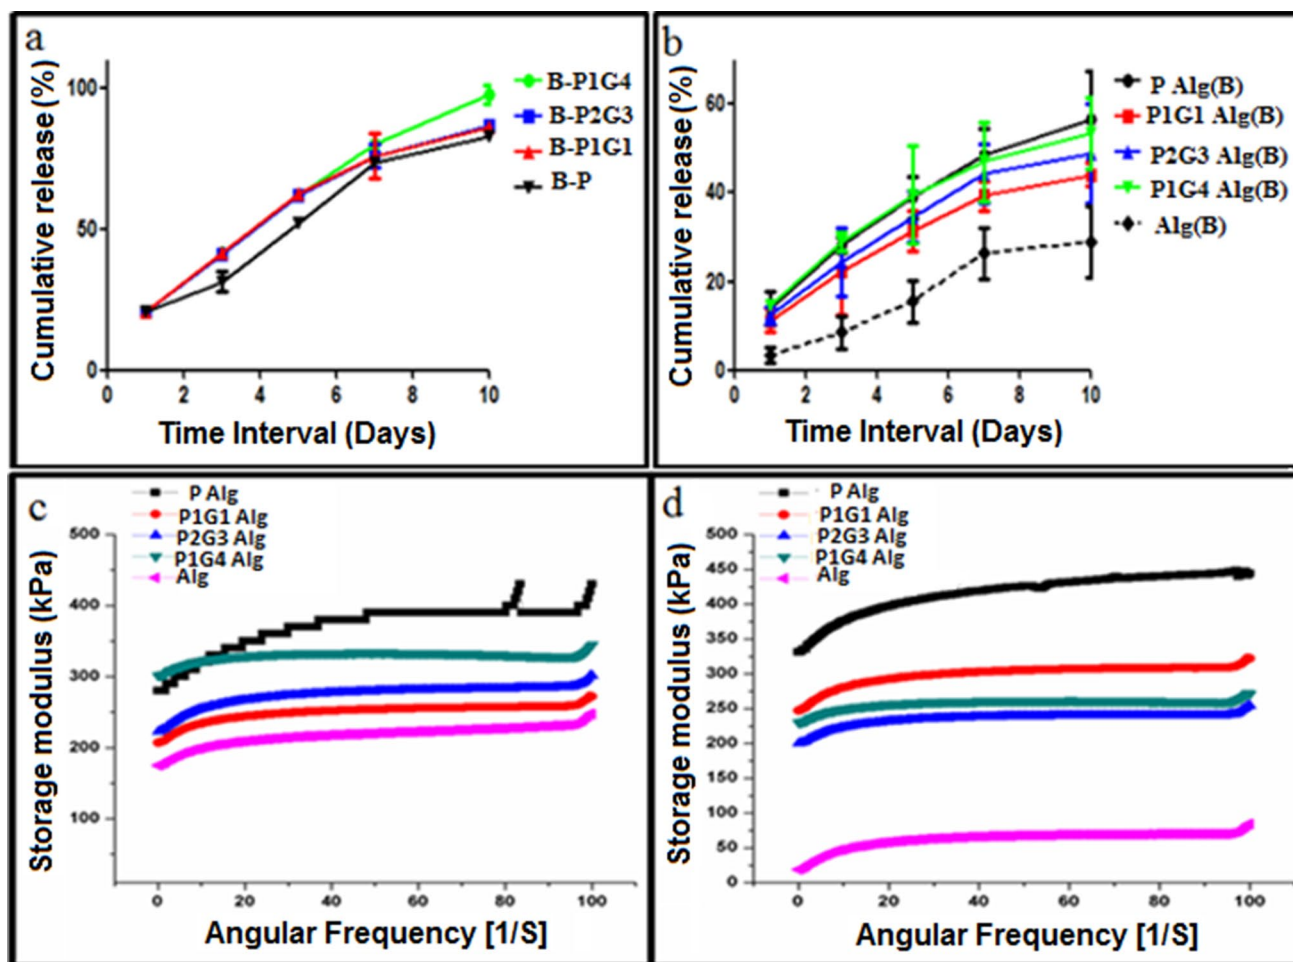 a
B-P1G4
B-P2G3
B-P1G1
B-P
100
50
0
0 2 4 6 8 10
Cumulative release (%)
Time Interval (Days)
b
P Alg(B)
P1G1 Alg(B)
P2G3 Alg(B)
P1G4 Alg(B)
Alg(B)
60
40
20
0
0 2 4 6 8 10
Cumulative release (%)
Time Interval (Days)
c
P Alg
P1G1 Alg
P2G3 Alg
P1G4 Alg
Alg
500
400
300
200
100
0 20 40 60 80 100
Storage modulus (kPa)
Angular Frequency [1/S]
d
P Alg
P1G1 Alg
P2G3 Alg
P1G4 Alg
Alg
500
450
400
350
300
250
200
150
100
50
0
0 20 40 60 80 100
Storage modulus (kPa)
Angular Frequency [1/S]